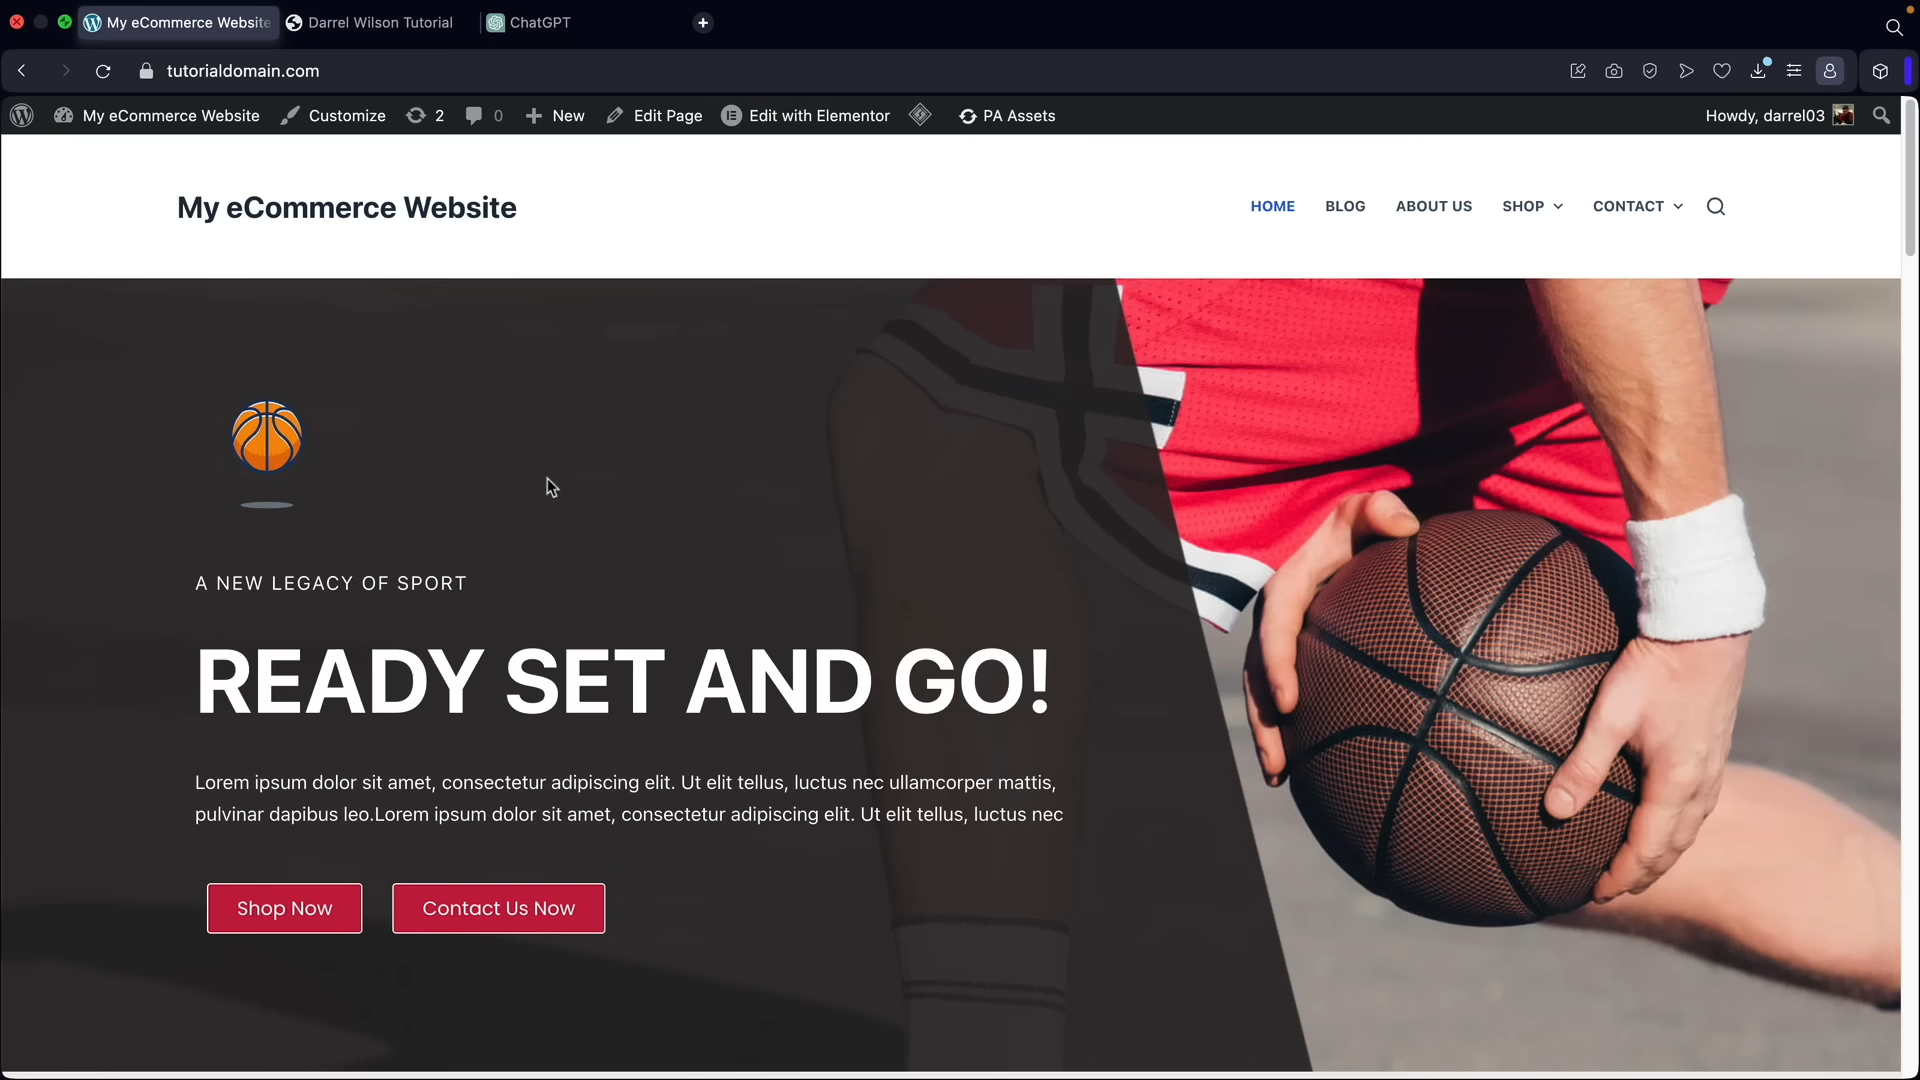 My eCommerce Website
Darrel Wilson Tutorial
ChatGPT
tutorialdomain.com
My eCommerce Website
Customize
2
0
New
Edit Page
Edit with Elementor
PA Assets
Howdy, darrel03
My eCommerce Website
HOME
BLOG
ABOUT US
SHOP
CONTACT
A NEW LEGACY OF SPORT
READY SET AND GO!
Lorem ipsum dolor sit amet, consectetur adipiscing elit. Ut elit tellus, luctus nec ullamcorper mattis,
pulvinar dapibus leo.Lorem ipsum dolor sit amet, consectetur adipiscing elit. Ut elit tellus, luctus nec
Shop Now
Contact Us Now